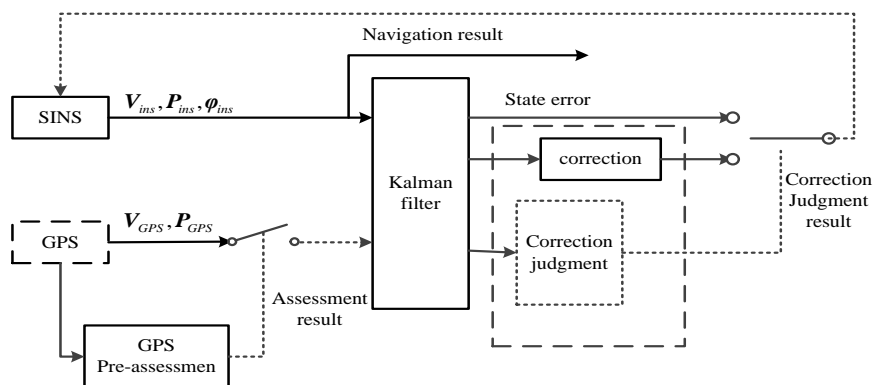 Navigation result
V_ins, P_ins, φ_ins
SINS
State error
correction
Kalman
filter
Correction
Judgment
result
V_GPS, P_GPS
GPS
Correction
judgment
Assessment
result
GPS
Pre-assessmen